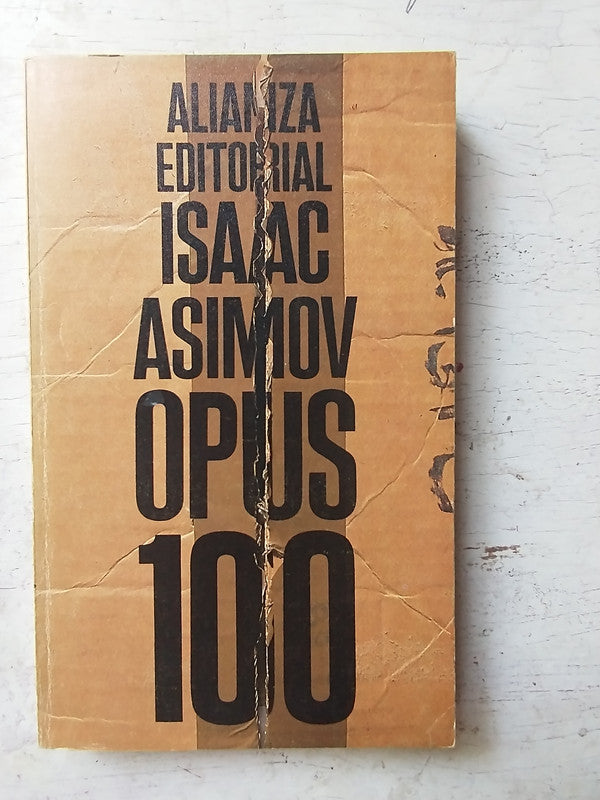 ALIANZA
EDITORIAL
ISAAC
ASIMOV
OPUS
100